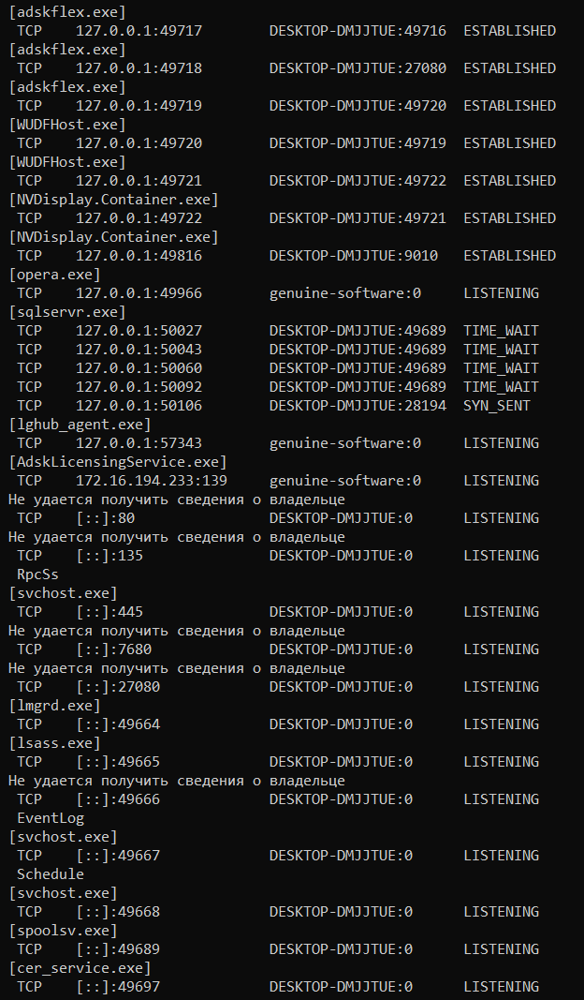 [adskflex.exe]
TCP 127.0.0.1:49717 DESKTOP-DMJJTUE:49716 ESTABLISHED
[adskflex.exe]
TCP 127.0.0.1:49718 DESKTOP-DMJJTUE:27080 ESTABLISHED
[adskflex.exe]
TCP 127.0.0.1:49719 DESKTOP-DMJJTUE:49720 ESTABLISHED
[WUDFHost.exe]
TCP 127.0.0.1:49720 DESKTOP-DMJJTUE:49719 ESTABLISHED
[WUDFHost.exe]
TCP 127.0.0.1:49721 DESKTOP-DMJJTUE:49722 ESTABLISHED
[NVDisplay.Container.exe]
TCP 127.0.0.1:49722 DESKTOP-DMJJTUE:49721 ESTABLISHED
[NVDisplay.Container.exe]
TCP 127.0.0.1:49816 DESKTOP-DMJJTUE:9010 ESTABLISHED
[opera.exe]
TCP 127.0.0.1:49966 genuine-software:0 LISTENING
[sqlservr.exe]
TCP 127.0.0.1:50027 DESKTOP-DMJJTUE:49689 TIME_WAIT
TCP 127.0.0.1:50043 DESKTOP-DMJJTUE:49689 TIME_WAIT
TCP 127.0.0.1:50060 DESKTOP-DMJJTUE:49689 TIME_WAIT
TCP 127.0.0.1:50092 DESKTOP-DMJJTUE:49689 TIME_WAIT
TCP 127.0.0.1:50106 DESKTOP-DMJJTUE:28194 SYN_SENT
[lghub_agent.exe]
TCP 127.0.0.1:57343 genuine-software:0 LISTENING
[AdskLicensingService.exe]
TCP 172.16.194.233:139 genuine-software:0 LISTENING
Не удается получить сведения о владельце
TCP [::]:80 DESKTOP-DMJJTUE:0 LISTENING
Не удается получить сведения о владельце
TCP [::]:135 DESKTOP-DMJJTUE:0 LISTENING
RpcSs
[svchost.exe]
TCP [::]:445 DESKTOP-DMJJTUE:0 LISTENING
Не удается получить сведения о владельце
TCP [::]:7680 DESKTOP-DMJJTUE:0 LISTENING
Не удается получить сведения о владельце
TCP [::]:27080 DESKTOP-DMJJTUE:0 LISTENING
[lmgrd.exe]
TCP [::]:49664 DESKTOP-DMJJTUE:0 LISTENING
[lsass.exe]
TCP [::]:49665 DESKTOP-DMJJTUE:0 LISTENING
Не удается получить сведения о владельце
TCP [::]:49666 DESKTOP-DMJJTUE:0 LISTENING
EventLog
[svchost.exe]
TCP [::]:49667 DESKTOP-DMJJTUE:0 LISTENING
Schedule
[svchost.exe]
TCP [::]:49668 DESKTOP-DMJJTUE:0 LISTENING
[spoolsv.exe]
TCP [::]:49689 DESKTOP-DMJJTUE:0 LISTENING
[cer_service.exe]
TCP [::]:49697 DESKTOP-DMJJTUE:0 LISTENING